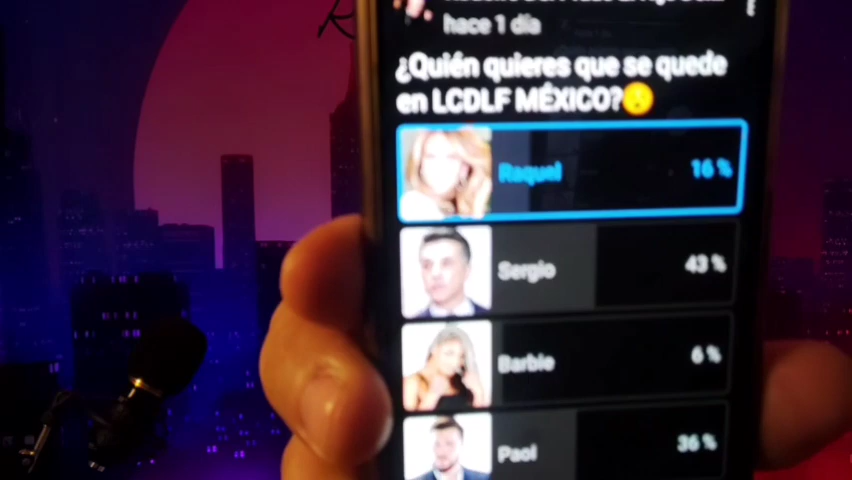 hace 1 día
¿Quién quieres que se quede
en LCDLF MÉXICO?😯
Raquel 16 %
Sergio 43 %
Barbie 6 %
Paol 36 %